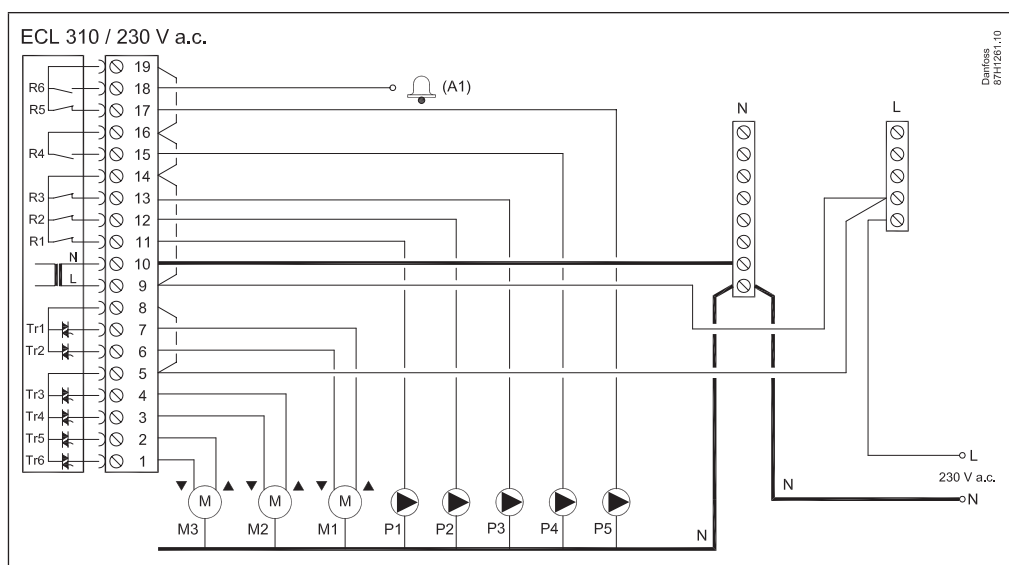 ECL 310 / 230 V a.c.
Danfoss
87H1261.10
19
R6 18 (A1)
R5 17
N L
16
R4 15
14
R3 13
R2 12
R1 11
N 10
L 9
8
Tr1 7
Tr2 6
5
Tr3 4
Tr4 3
Tr5 2
Tr6 1
L
230 V a.c.
N N
M M M
M3 M2 M1 P1 P2 P3 P4 P5 N